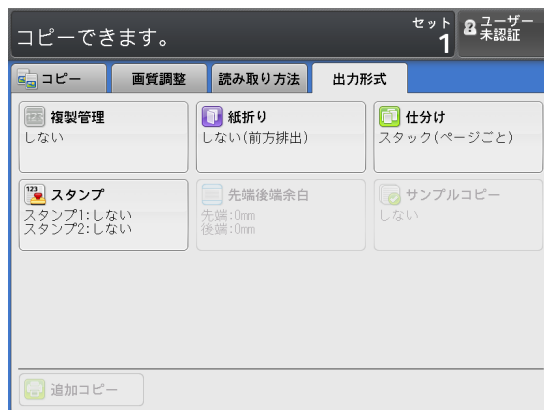 コピーできます。
セット
1
ユーザー
未認証
コピー
画質調整
読み取り方法
出力形式
123 複製管理
しない
紙折り
しない(前方排出)
仕分け
スタック(ページごと)
123 スタンプ
スタンプ1:しない
スタンプ2:しない
先端後端余白
先端:0mm
後端:0mm
サンプルコピー
しない
追加コピー